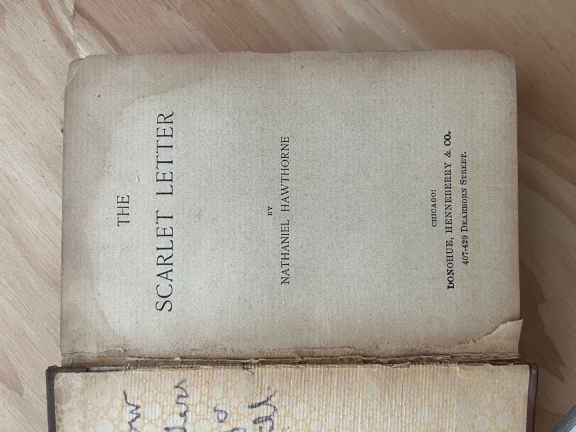 THE
SCARLET LETTER
BY
NATHANIEL HAWTHORNE
CHICAGO:
DONOHUE, HENNEBERRY & CO.
407-429 DEARBORN STREET.